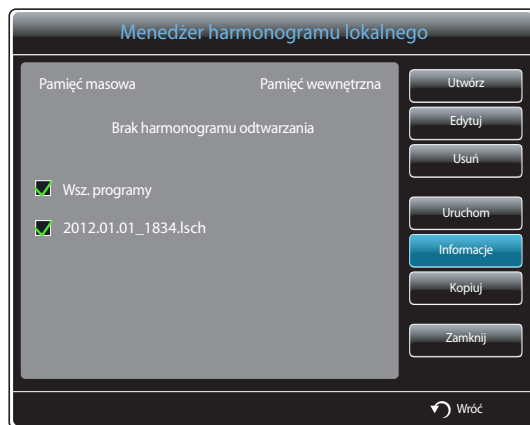 Menedżer harmonogramu lokalnego
Pamięć masowa Pamięć wewnętrzna
Brak harmonogramu odtwarzania
Wsz. programy
2012.01.01_1834.lsch
Utwórz
Edytuj
Usuń
Uruchom
Informacje
Kopiuj
Zamknij
Wróć